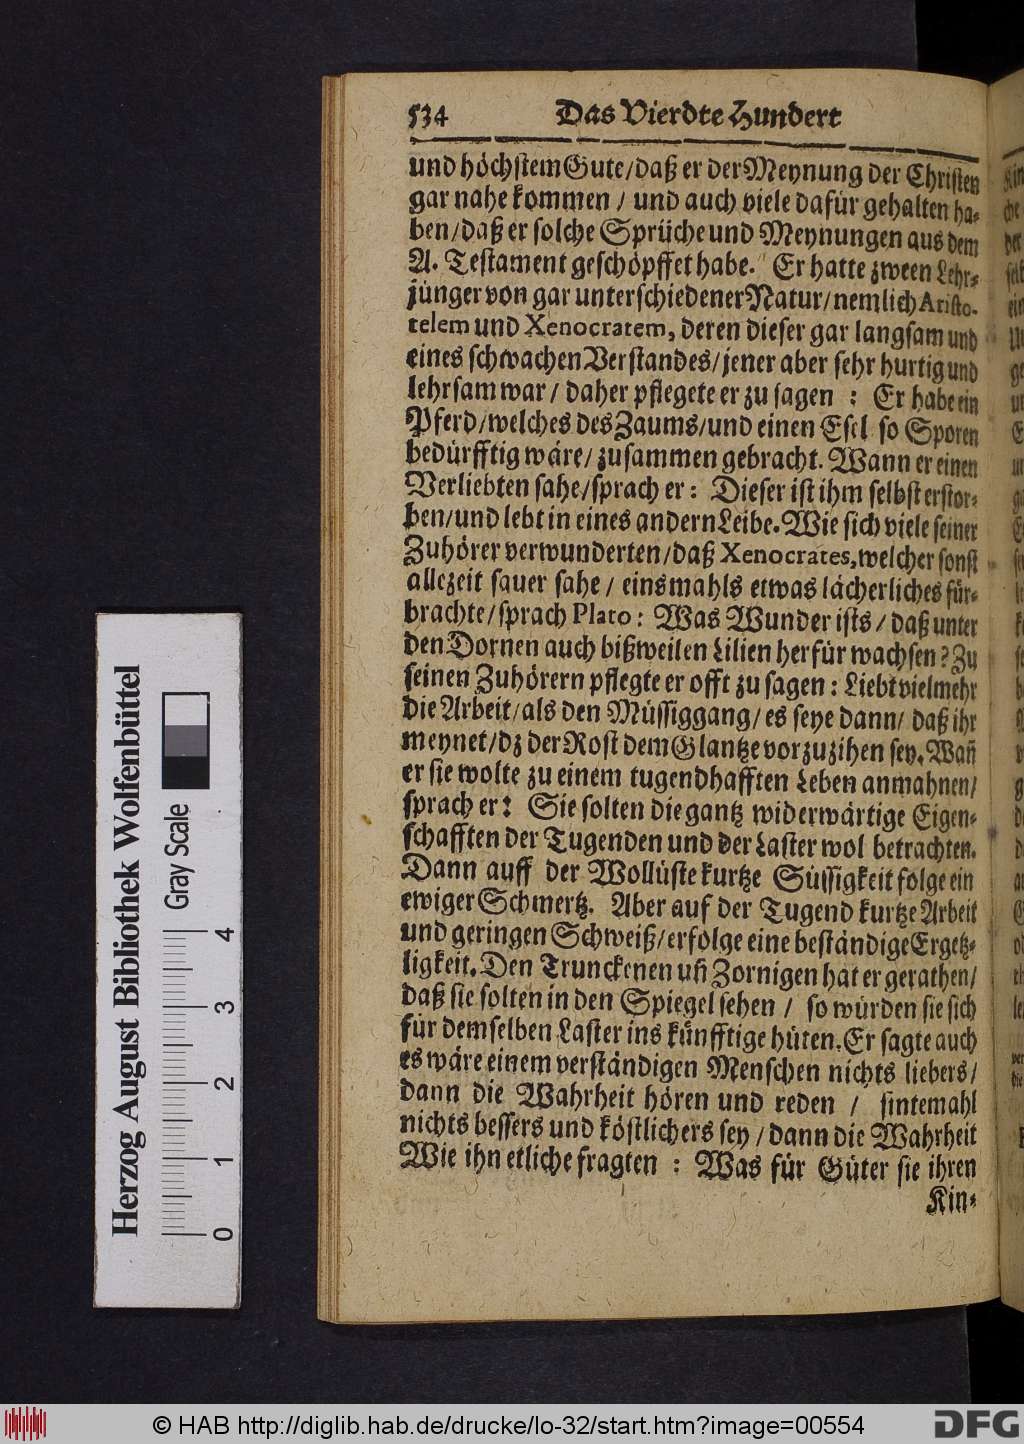 534 Das Vierdte Hundert
und höchstem Gute/daß er der Meynung der Christen
gar nahe kommen / und auch viele dafür gehalten ha-
ben/daß er solche Sprüche und Meynungen aus dem
A. Testament geschöpffet habe. Er hatte zween Lehr-
jünger von gar unterschiedener Natur/nemlich Aristo-
telem und Xenocratem, deren dieser gar langsam und
eines schwachen Verstandes/jener aber sehr hurtig und
lehrsam war / daher pflegete er zu sagen : Er habe ein
Pferd/welches des Zaums/und einen Esel so Sporen
bedürfftig wäre/ zusammen gebracht. Wann er einen
Verliebten sahe/sprach er: Dieser ist ihm selbst erstor-
ben/und lebt in eines andern Leibe. Wie sich viele seiner
Zuhörer verwunderten/daß Xenocrates, welcher sonst
allezeit sauer sahe / einsmahls etwas lächerliches für-
brachte/sprach Plato: Was Wunder ists / daß unter
den Dornen auch bißweilen Lilien herfür wachsen? Zu
seinen Zuhörern pflegte er offt zu sagen: Liebt vielmehr
die Arbeit/als den Müssiggang/es seye dann/ daß ihr
meynet/dz der Rost dem Glantze vorzuzihen sey. Wañ
er sie wolte zu einem tugendhafften Leben anmahnen/
sprach er: Sie solten die gantz widerwärtige Eigen-
schafften der Tugenden und der Laster wol betrachten.
Dann auff der Wollüste kurtze Süssigkeit folge ein
ewiger Schmertz. Aber auf der Tugend kurtze Arbeit
und geringen Schweiß/erfolge eine beständige Ergetz-
ligkeit. Den Trunckenen uñ Zornigen hat er gerathen/
daß sie solten in den Spiegel sehen / so würden sie sich
für demselben Laster ins künfftige hüten. Er sagte auch
es wäre einem verständigen Menschen nichts liebers/
dann die Wahrheit hören und reden / sintemahl
nichts bessers und köstlichers sey / dann die Wahrheit
Wie ihn etliche fragten : Was für Güter sie ihren
Kin-
Herzog August Bibliothek Wolfenbüttel
Gray Scale
0 1 2 3 4
© HAB http://diglib.hab.de/drucke/lo-32/start.htm?image=00554
DFG